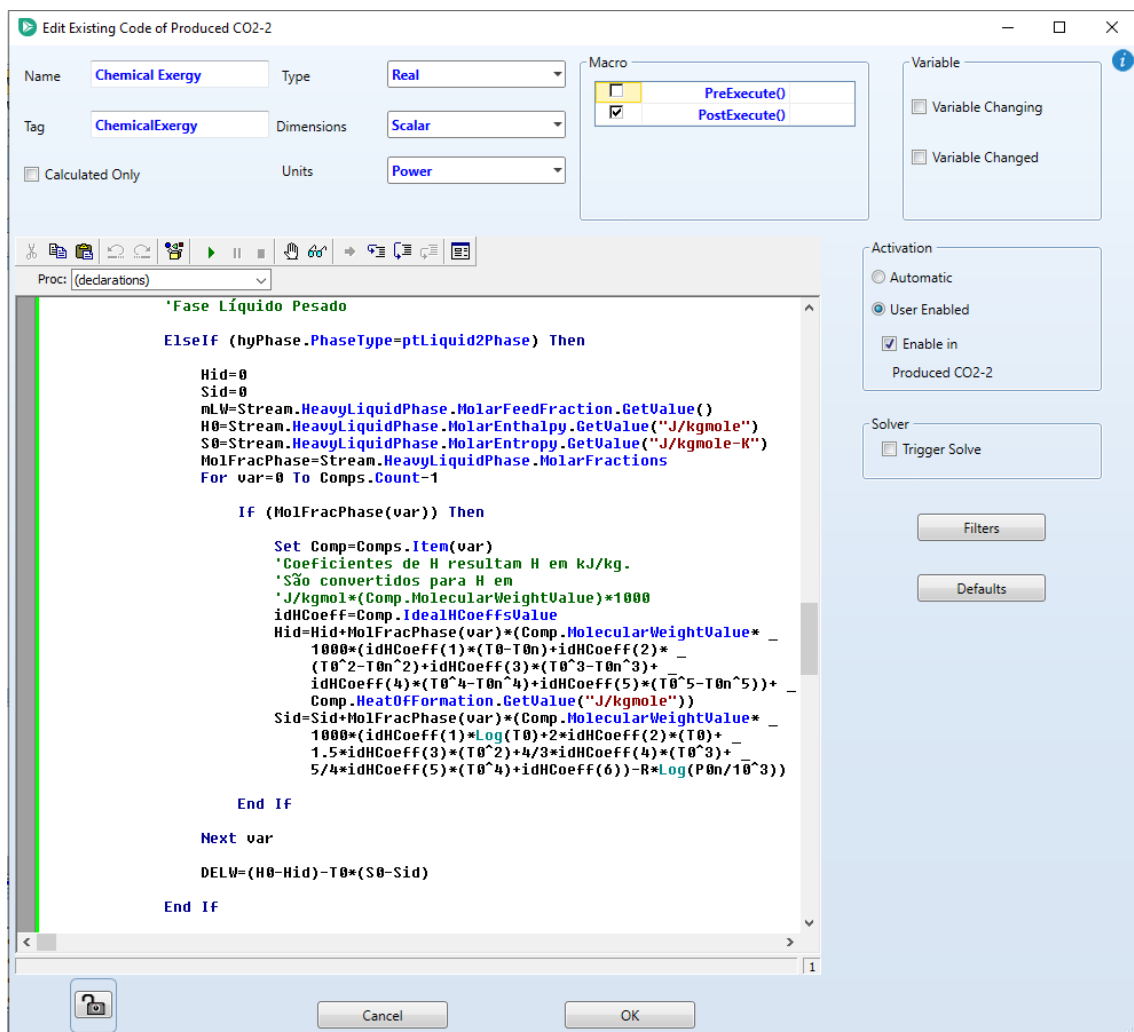 Edit Existing Code of Produced CO2-2
Name
Chemical Exergy
Type
Real
Tag
ChemicalExergy
Dimensions
Scalar
Calculated Only
Units
Power
Macro
PreExecute()
PostExecute()
Variable
Variable Changing
Variable Changed
Proc: (declarations)
'Fase Líquido Pesado
ElseIf (hyPhase.PhaseType=ptLiquid2Phase) Then
Hid=0
Sid=0
mLW=Stream.HeavyLiquidPhase.MolarFeedFraction.GetValue()
H0=Stream.HeavyLiquidPhase.MolarEnthalpy.GetValue("J/kgmole")
S0=Stream.HeavyLiquidPhase.MolarEntropy.GetValue("J/kgmole-K")
MolFracPhase=Stream.HeavyLiquidPhase.MolarFractions
For var=0 To Comps.Count-1
If (MolFracPhase(var)) Then
Set Comp=Comps.Item(var)
'Coeficientes de H resultam H em kJ/kg.
'São convertidos para H em
'J/kgmol*(Comp.MolecularWeightValue)*1000
idHCoeff=Comp.IdealHCoeffsValue
Hid=Hid+MolFracPhase(var)*(Comp.MolecularWeightValue* _
1000*(idHCoeff(1)*(T0-T0n)+idHCoeff(2)* _
(T0^2-T0n^2)+idHCoeff(3)*(T0^3-T0n^3)+ _
idHCoeff(4)*(T0^4-T0n^4)+idHCoeff(5)*(T0^5-T0n^5))+ _
Comp.HeatOfFormation.GetValue("J/kgmole"))
Sid=Sid+MolFracPhase(var)*(Comp.MolecularWeightValue* _
1000*(idHCoeff(1)*Log(T0)+2*idHCoeff(2)*(T0)+ _
1.5*idHCoeff(3)*(T0^2)+4/3*idHCoeff(4)*(T0^3)+ _
5/4*idHCoeff(5)*(T0^4)+idHCoeff(6))-R*Log(P0n/10^3))
End If
Next var
DELW=(H0-Hid)-T0*(S0-Sid)
End If
1
Activation
Automatic
User Enabled
Enable in
Produced CO2-2
Solver
Trigger Solve
Filters
Defaults
Cancel
OK